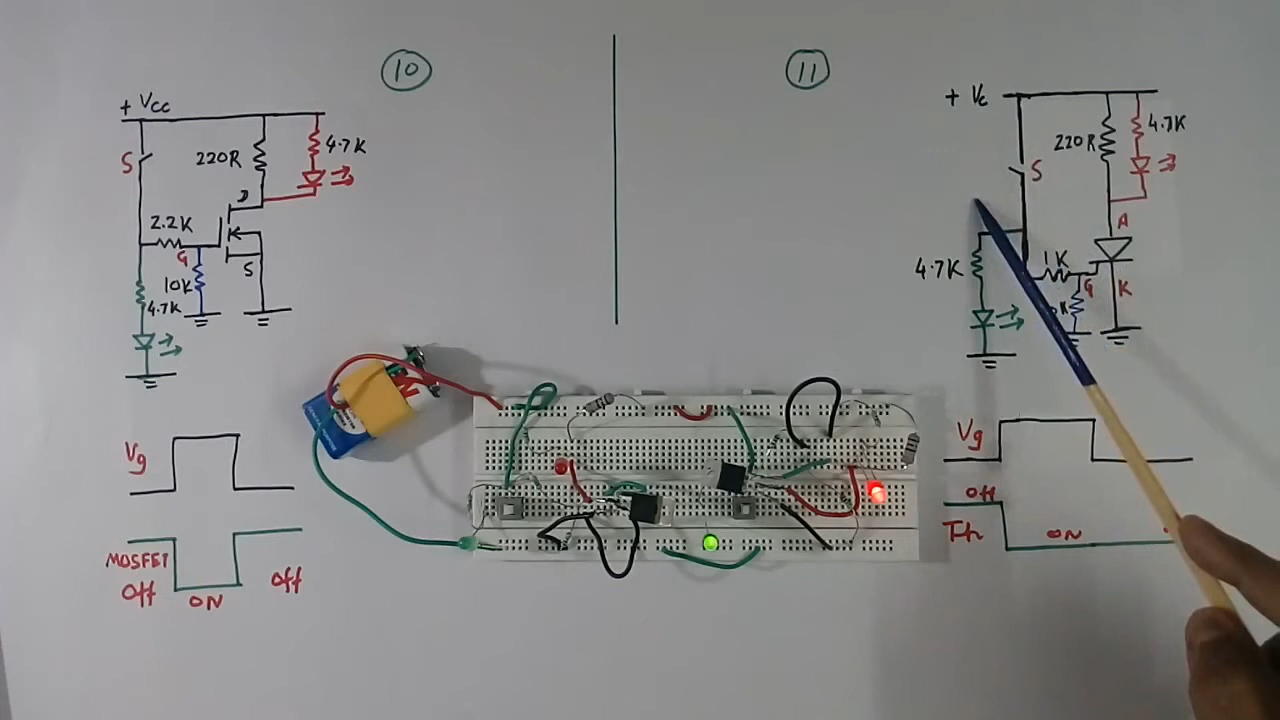 10
+ Vcc
S
220R
4.7K
D
2.2K
G
10K
S
4.7K
Vg
MOSFET
Off
ON
Off
11
+ Vc
S
220R
4.7K
A
4.7K
1K
G
K
K
Vg
Off
Th
ON